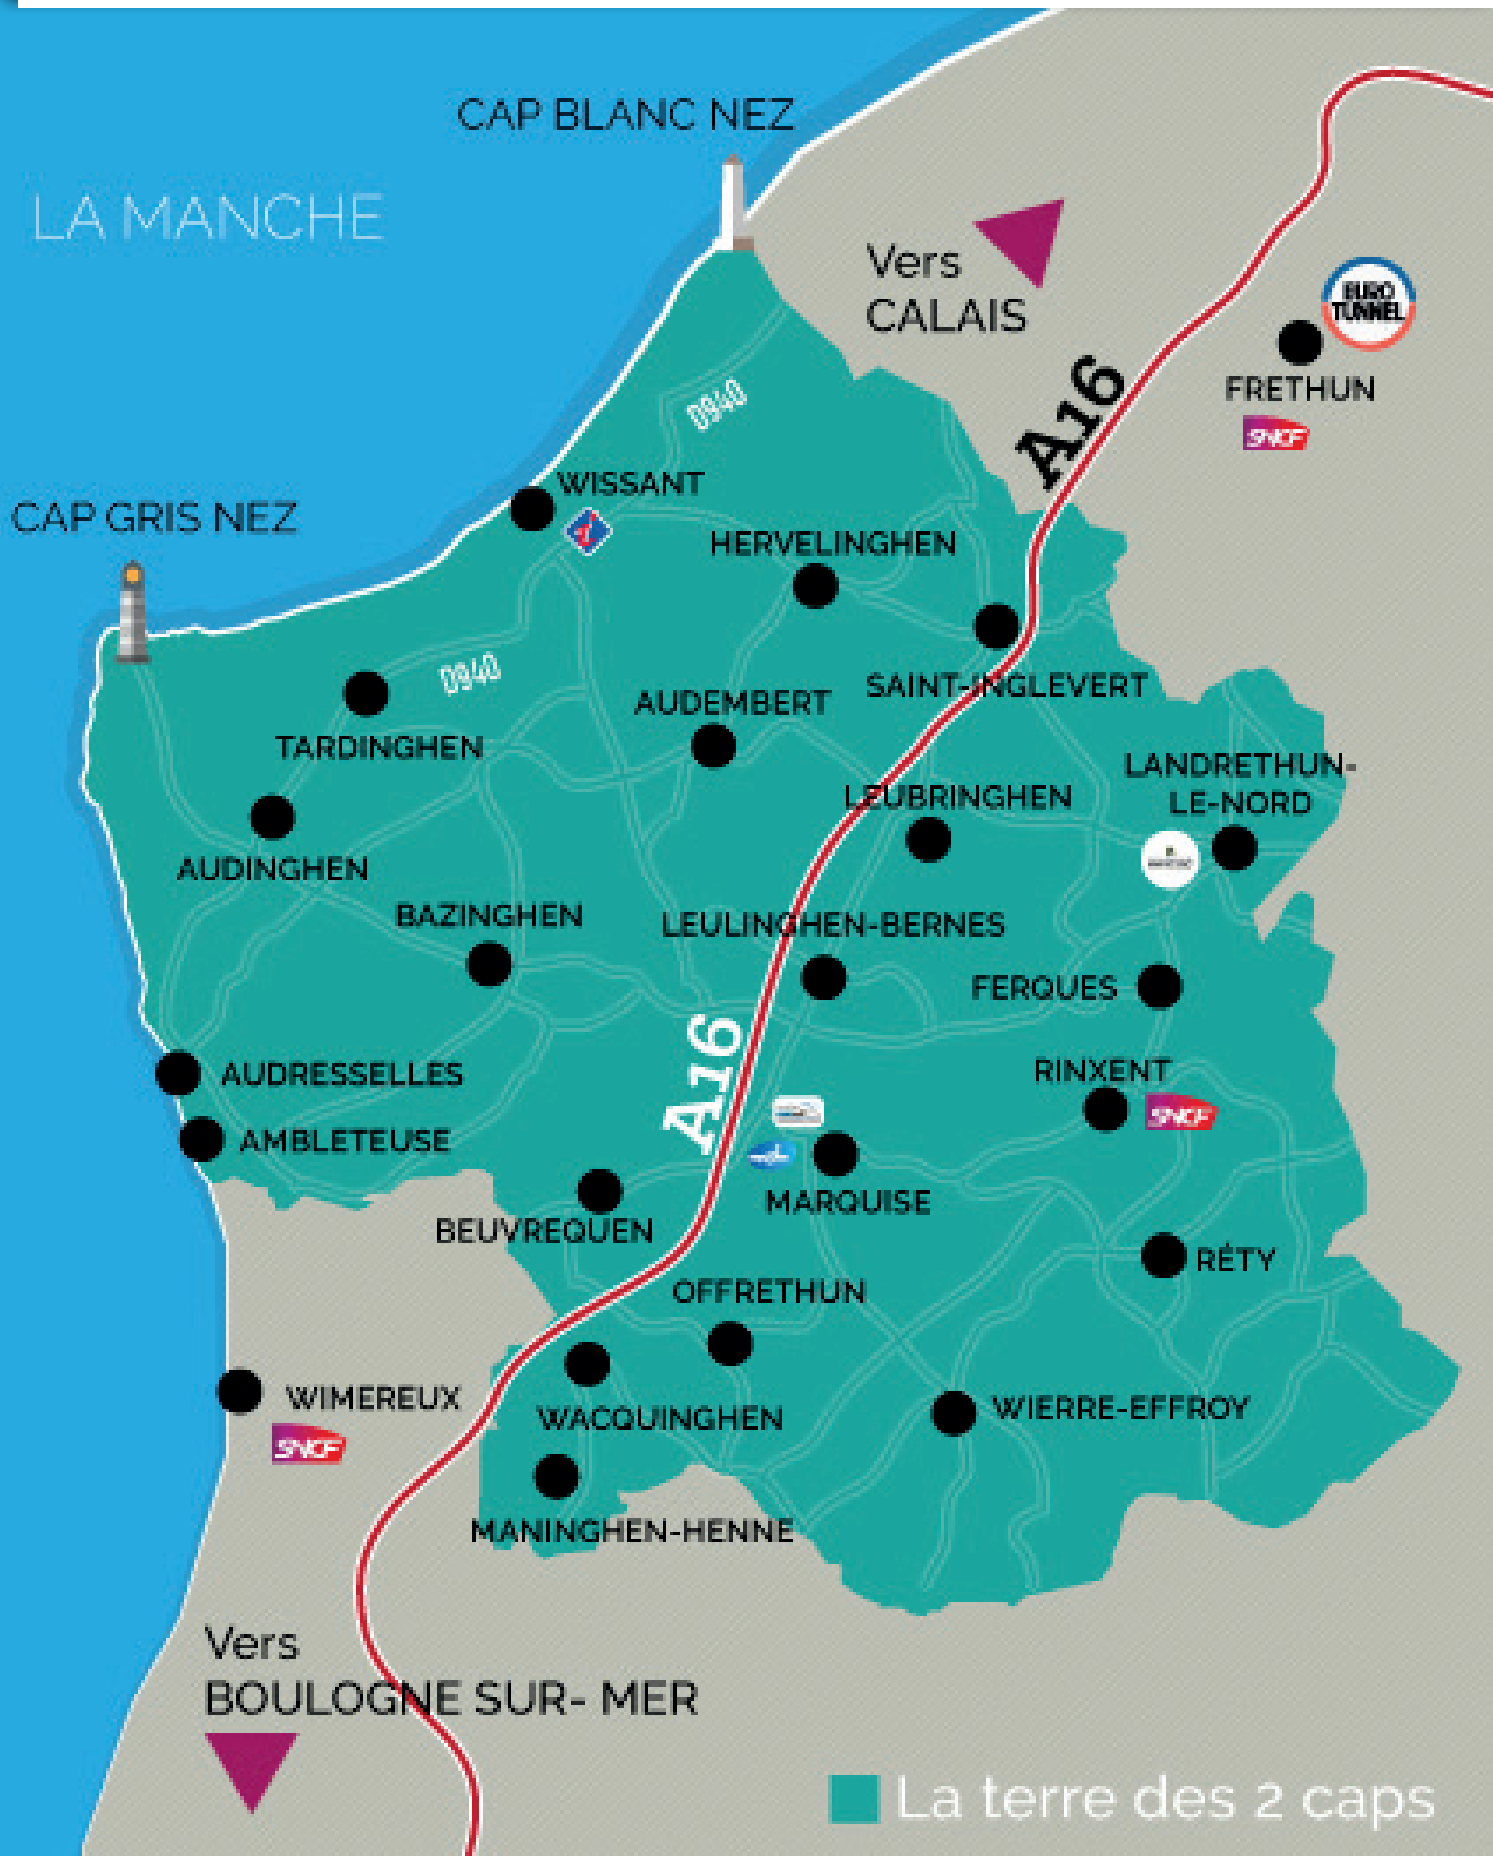 CAP BLANC NEZ
LA MANCHE
Vers
CALAIS
EURO
TUNNEL
FRETHUN
SNCF
A16
D940
WISSANT
i
CAP GRIS NEZ
HERVELINGHEN
D940
SAINT-INGLEVERT
AUDEMBERT
TARDINGHEN
LANDRETHUN-
LE-NORD
LEUBRINGHEN
AUDINGHEN
BAZINGHEN
LEULINGHEN-BERNES
FERQUES
A16
RINXENT
SNCF
AUDRESSELLES
AMBLETEUSE
MARQUISE
BEUVREQUEN
RÉTY
OFFRETHUN
WIMEREUX
SNCF
WACQUINGHEN
WIERRE-EFFROY
MANINGHEN-HENNE
Vers
BOULOGNE SUR- MER
La terre des 2 caps